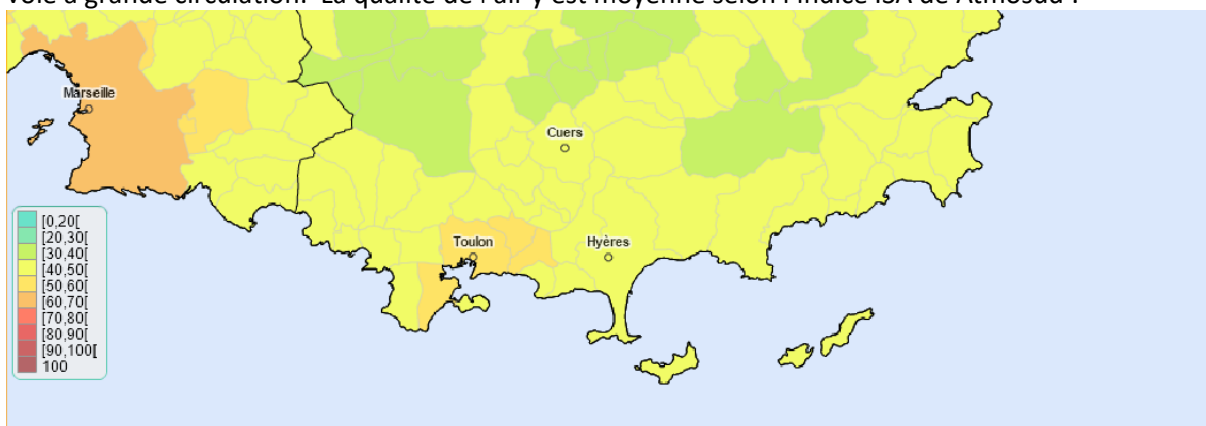 voie à grande circulation. La qualité de l'air y est moyenne selon l'indice ISA de Atmosud :
Marseille
Cuers
Toulon
Hyères
[0,20[
[20,30[
[30,40[
[40,50[
[50,60[
[60,70[
[70,80[
[80,90[
[90,100[
100